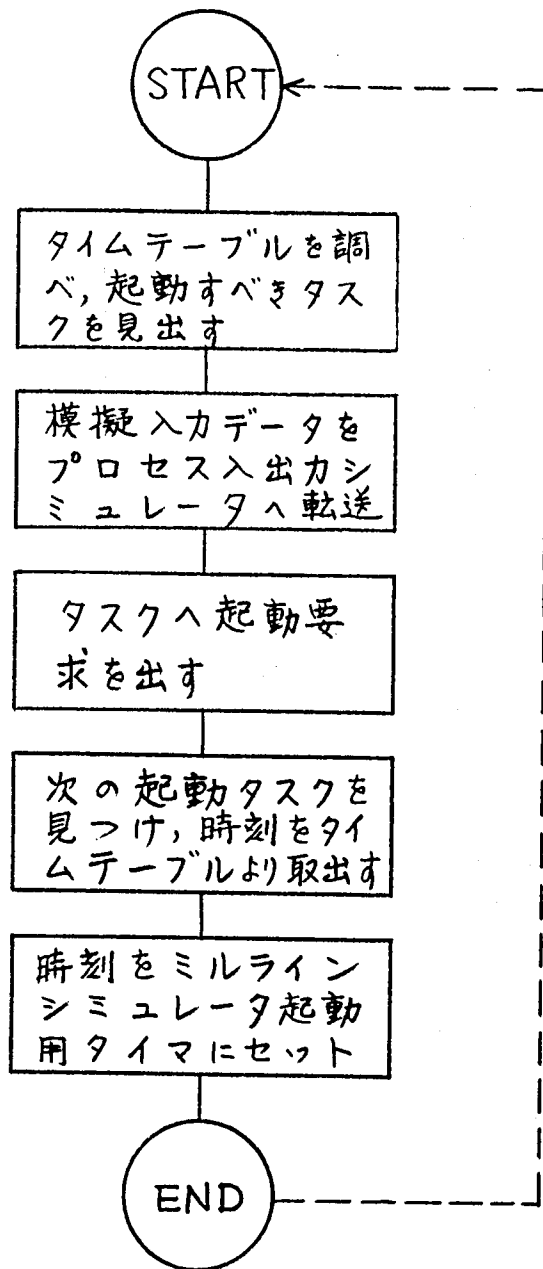 START
タイムテーブルを調
べ,起動すべきタス
クを見出す
模擬入力データを
プロセス入出力シ
ミュレータへ転送
タスクへ起動要
求を出す
次の起動タスクを
見つけ,時刻をタイ
ムテーブルより取出す
時刻をミルライン
シミュレータ起動
用タイマにセット
END